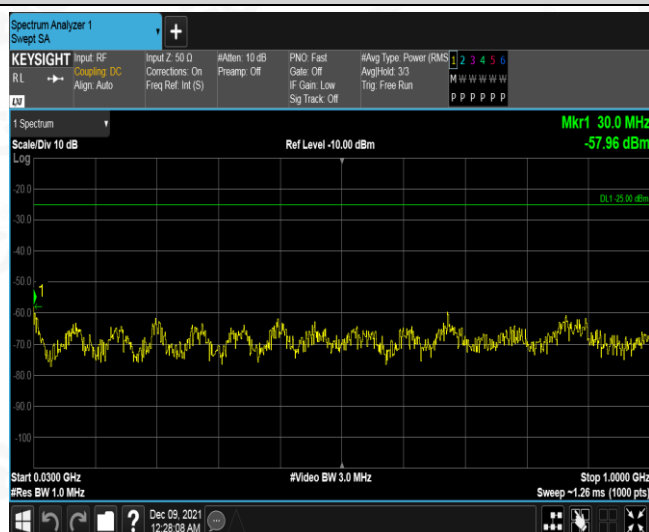 Spectrum Analyzer 1
Swept SA
+
KEYSIGHT Input: RF Input Z: 50 Ω #Atten: 10 dB PNO: Fast #Avg Type: Power (RMS 1 2 3 4 5 6
RL Coupling: DC Corrections: On Preamp: Off Gate: Off Avg|Hold: 3/3 M W W W W W
Align: Auto Freq Ref: Int (S) IF Gain: Low Trig: Free Run
Sig Track: Off P P P P P P
LXI
1 Spectrum
Mkr1 30.0 MHz
Scale/Div 10 dB Ref Level -10.00 dBm -57.96 dBm
Log
-20.0
DL1 -25.00 dBm
-30.0
-40.0
-50.0
1
-60.0
-70.0
-80.0
-90.0
-100
Start 0.0300 GHz #Video BW 3.0 MHz Stop 1.0000 GHz
#Res BW 1.0 MHz Sweep ~1.26 ms (1000 pts)
? Dec 09, 2021
12:28:08 AM